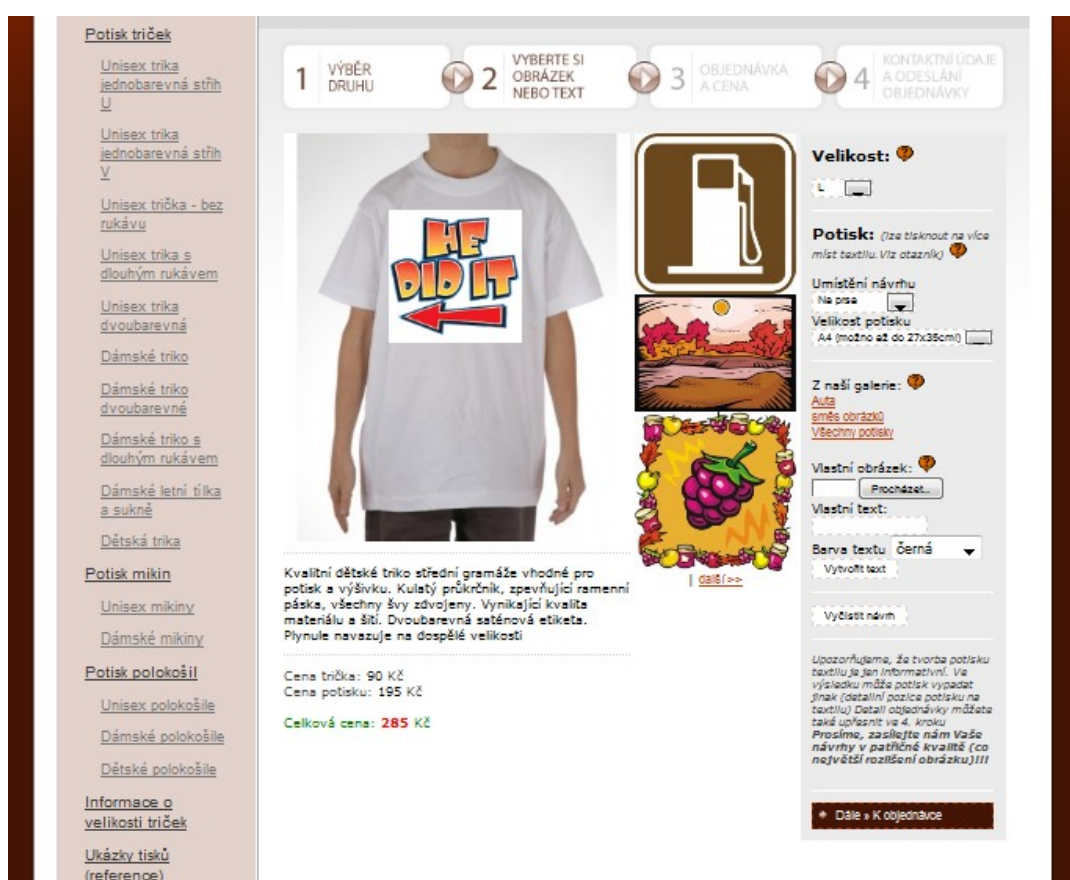 Potisk triček
Unisex trika
jednobarevná střih
U
Unisex trika
jednobarevná střih
V
Unisex trička - bez
rukávu
Unisex trika s
dlouhým rukávem
Unisex trika
dvoubarevná
Dámské triko
Dámské triko
dvoubarevné
Dámské triko s
dlouhým rukávem
Dámské letní tílka
a sukně
Dětská trika
Potisk mikin
Unisex mikiny
Dámské mikiny
Potisk polokošil
Unisex polokošile
Dámské polokošile
Dětské polokošile
Informace o
velikosti triček
Ukázky tisků
(reference)
1 VÝBĚR
DRUHU
2 VYBERTE SI
OBRÁZEK
NEBO TEXT
3 OBJEDNÁVKA
A CENA
4 KONTAKTNÍ ÚDAJE
A ODESLÁNÍ
OBJEDNÁVKY
HE
DID IT
Kvalitní dětské triko střední gramáže vhodné pro
potisk a výšivku. Kulatý průkrčník, zpevňující ramenní
páska, všechny švy zdvojeny. Vynikající kvalita
materiálu a šití. Dvoubarevná saténová etiketa.
Plynule navazuje na dospělé velikosti
Cena trička: 90 Kč
Cena potisku: 195 Kč
Celková cena: 285 Kč
| další >>
Velikost:
L
Potisk: (lze tisknout na více
míst textilu. Viz otazník)
Umístění návrhu
Na prsa
Velikost potisku
A4 (možno až do 27x35cm)
Z naší galerie:
Auta
směs obrázků
Všechny potisky
Vlastní obrázek:
Procházet...
Vlastní text:
Barva textu černá
Vytvořit text
Vyčistit návrh
Upozorňujeme, že tvorba potisku
textilu je jen informativní. Ve
výsledku může potisk vypadat
jinak (detailní pozice potisku na
textilu) Detail objednávky můžete
také upřesnit ve 4. kroku
Prosíme, zasílejte nám Vaše
návrhy v patřičné kvalitě (co
největší rozlišení obrázku)!!!
Dále » K objednávce